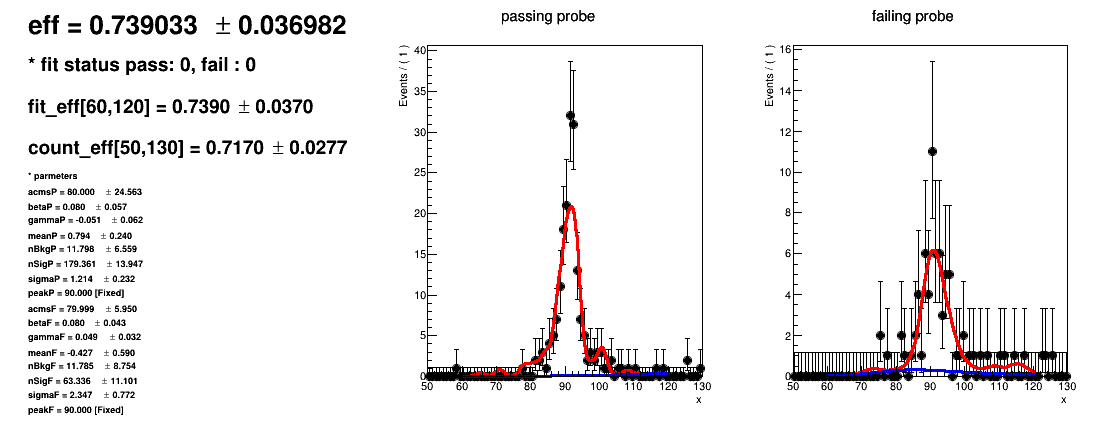 eff = 0.739033 ± 0.036982
* fit status pass: 0, fail : 0
fit_eff[60,120] = 0.7390 ± 0.0370
count_eff[50,130] = 0.7170 ± 0.0277
* parmeters
acmsP = 80.000 ± 24.563
betaP = 0.080 ± 0.057
gammaP = -0.051 ± 0.062
meanP = 0.794 ± 0.240
nBkgP = 11.798 ± 6.559
nSigP = 179.361 ± 13.947
sigmaP = 1.214 ± 0.232
peakP = 90.000 [Fixed]
acmsF = 79.999 ± 5.950
betaF = 0.080 ± 0.043
gammaF = 0.049 ± 0.032
meanF = -0.427 ± 0.590
nBkgF = 11.785 ± 8.754
nSigF = 63.336 ± 11.101
sigmaF = 2.347 ± 0.772
peakF = 90.000 [Fixed]
passing probe
Events / ( 1 )
40
35
30
25
20
15
10
5
0
50 60 70 80 90 100 110 120 130
x
failing probe
Events / ( 1 )
16
14
12
10
8
6
4
2
0
50 60 70 80 90 100 110 120 130
x